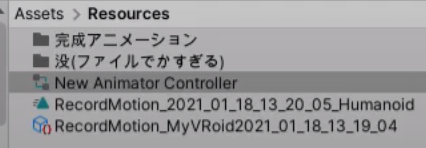 Assets > Resources
完成アニメーション
没(ファイルでかすぎる)
New Animator Controller
RecordMotion_2021_01_18_13_20_05_Humanoid
RecordMotion_MyVRoid2021_01_18_13_19_04